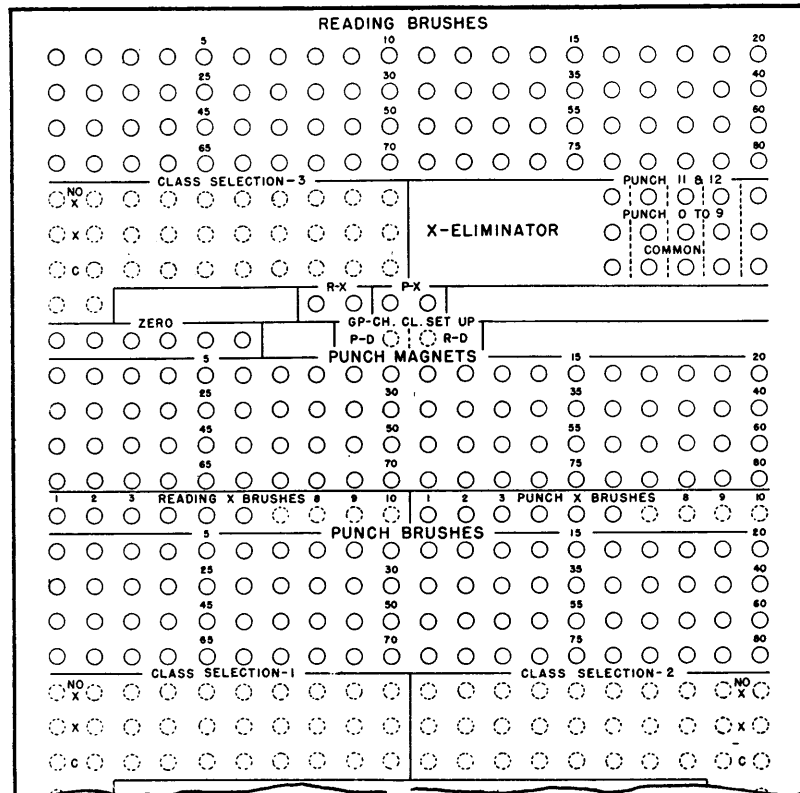 READING BRUSHES
5 10 15 20
25 30 35 40
45 50 55 60
65 70 75 80
CLASS SELECTION-3 PUNCH 11 & 12
NO
X
PUNCH 0 TO 9
X X-ELIMINATOR
COMMON
C
R-X P-X
ZERO GP-CH. CL. SET UP
P-D R-D
PUNCH MAGNETS
5 15 20
25 30 35 40
45 50 55 60
65 70 75 80
1 2 3 READING X BRUSHES 8 9 10 1 2 3 PUNCH X BRUSHES 8 9 10
PUNCH BRUSHES
5 15 20
25 30 35 40
45 50 55 60
65 70 75 80
CLASS SELECTION-1 CLASS SELECTION-2
NO NO
X X
X X
C C